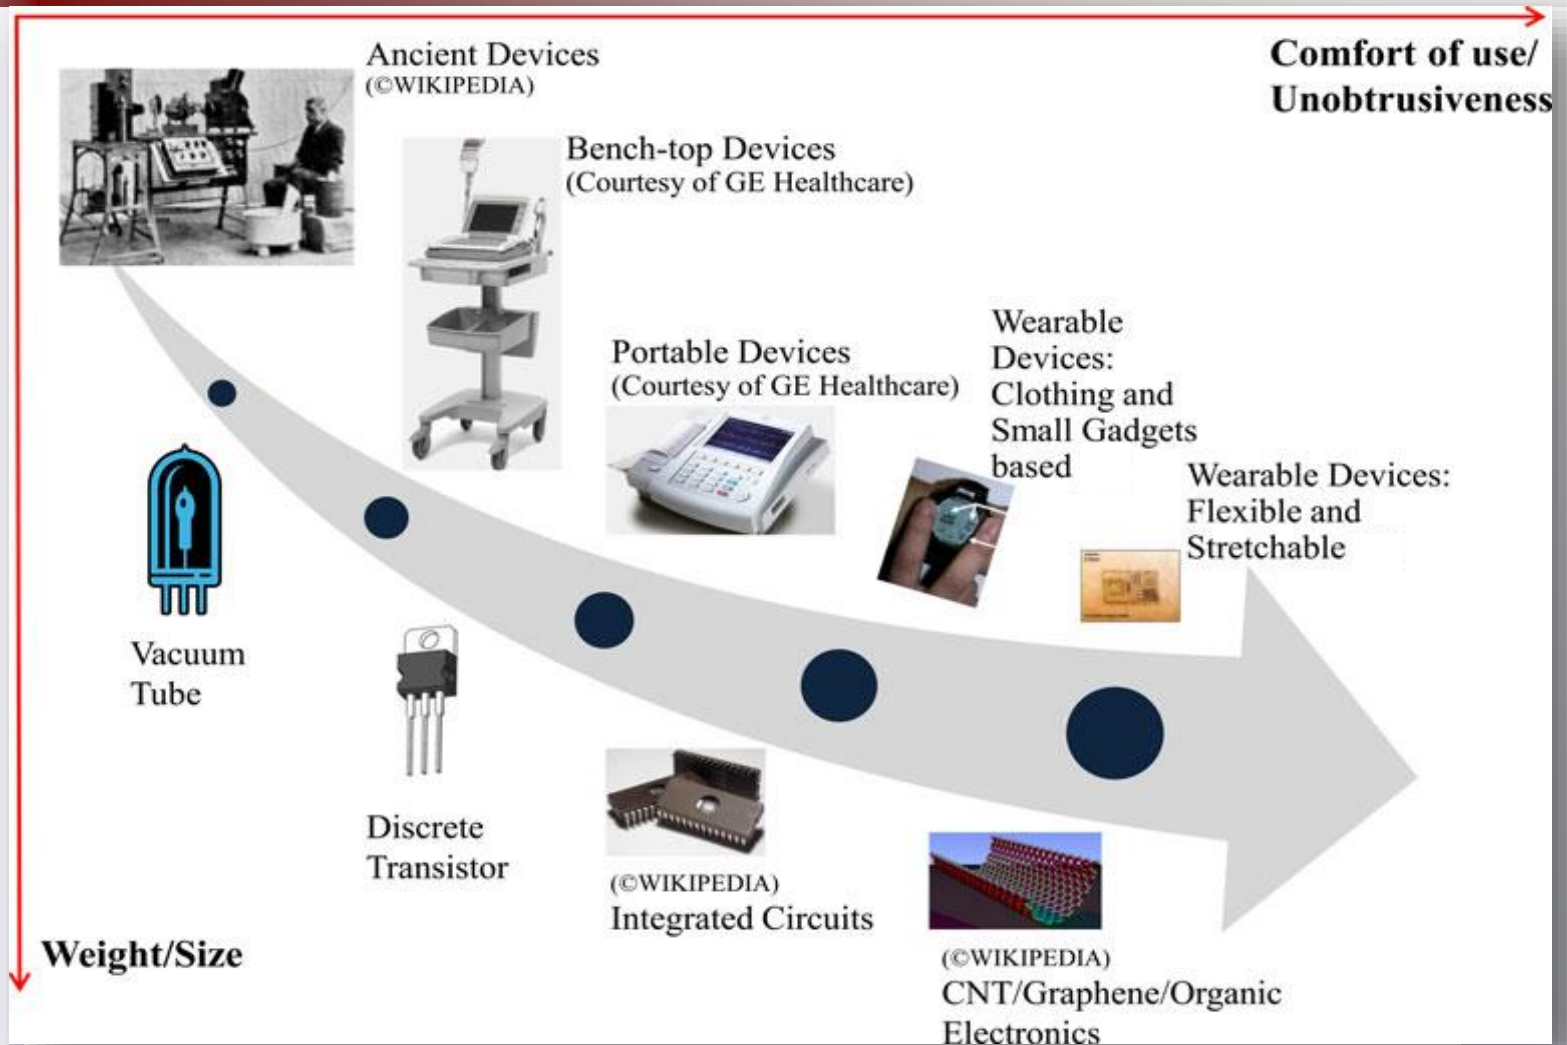 Ancient Devices
(©WIKIPEDIA)
Comfort of use/
Unobtrusiveness
Bench-top Devices
(Courtesy of GE Healthcare)
Portable Devices
(Courtesy of GE Healthcare)
Wearable
Devices:
Clothing and
Small Gadgets
based
Wearable Devices:
Flexible and
Stretchable
Vacuum
Tube
Discrete
Transistor
(©WIKIPEDIA)
Integrated Circuits
(©WIKIPEDIA)
CNT/Graphene/Organic
Electronics
Weight/Size